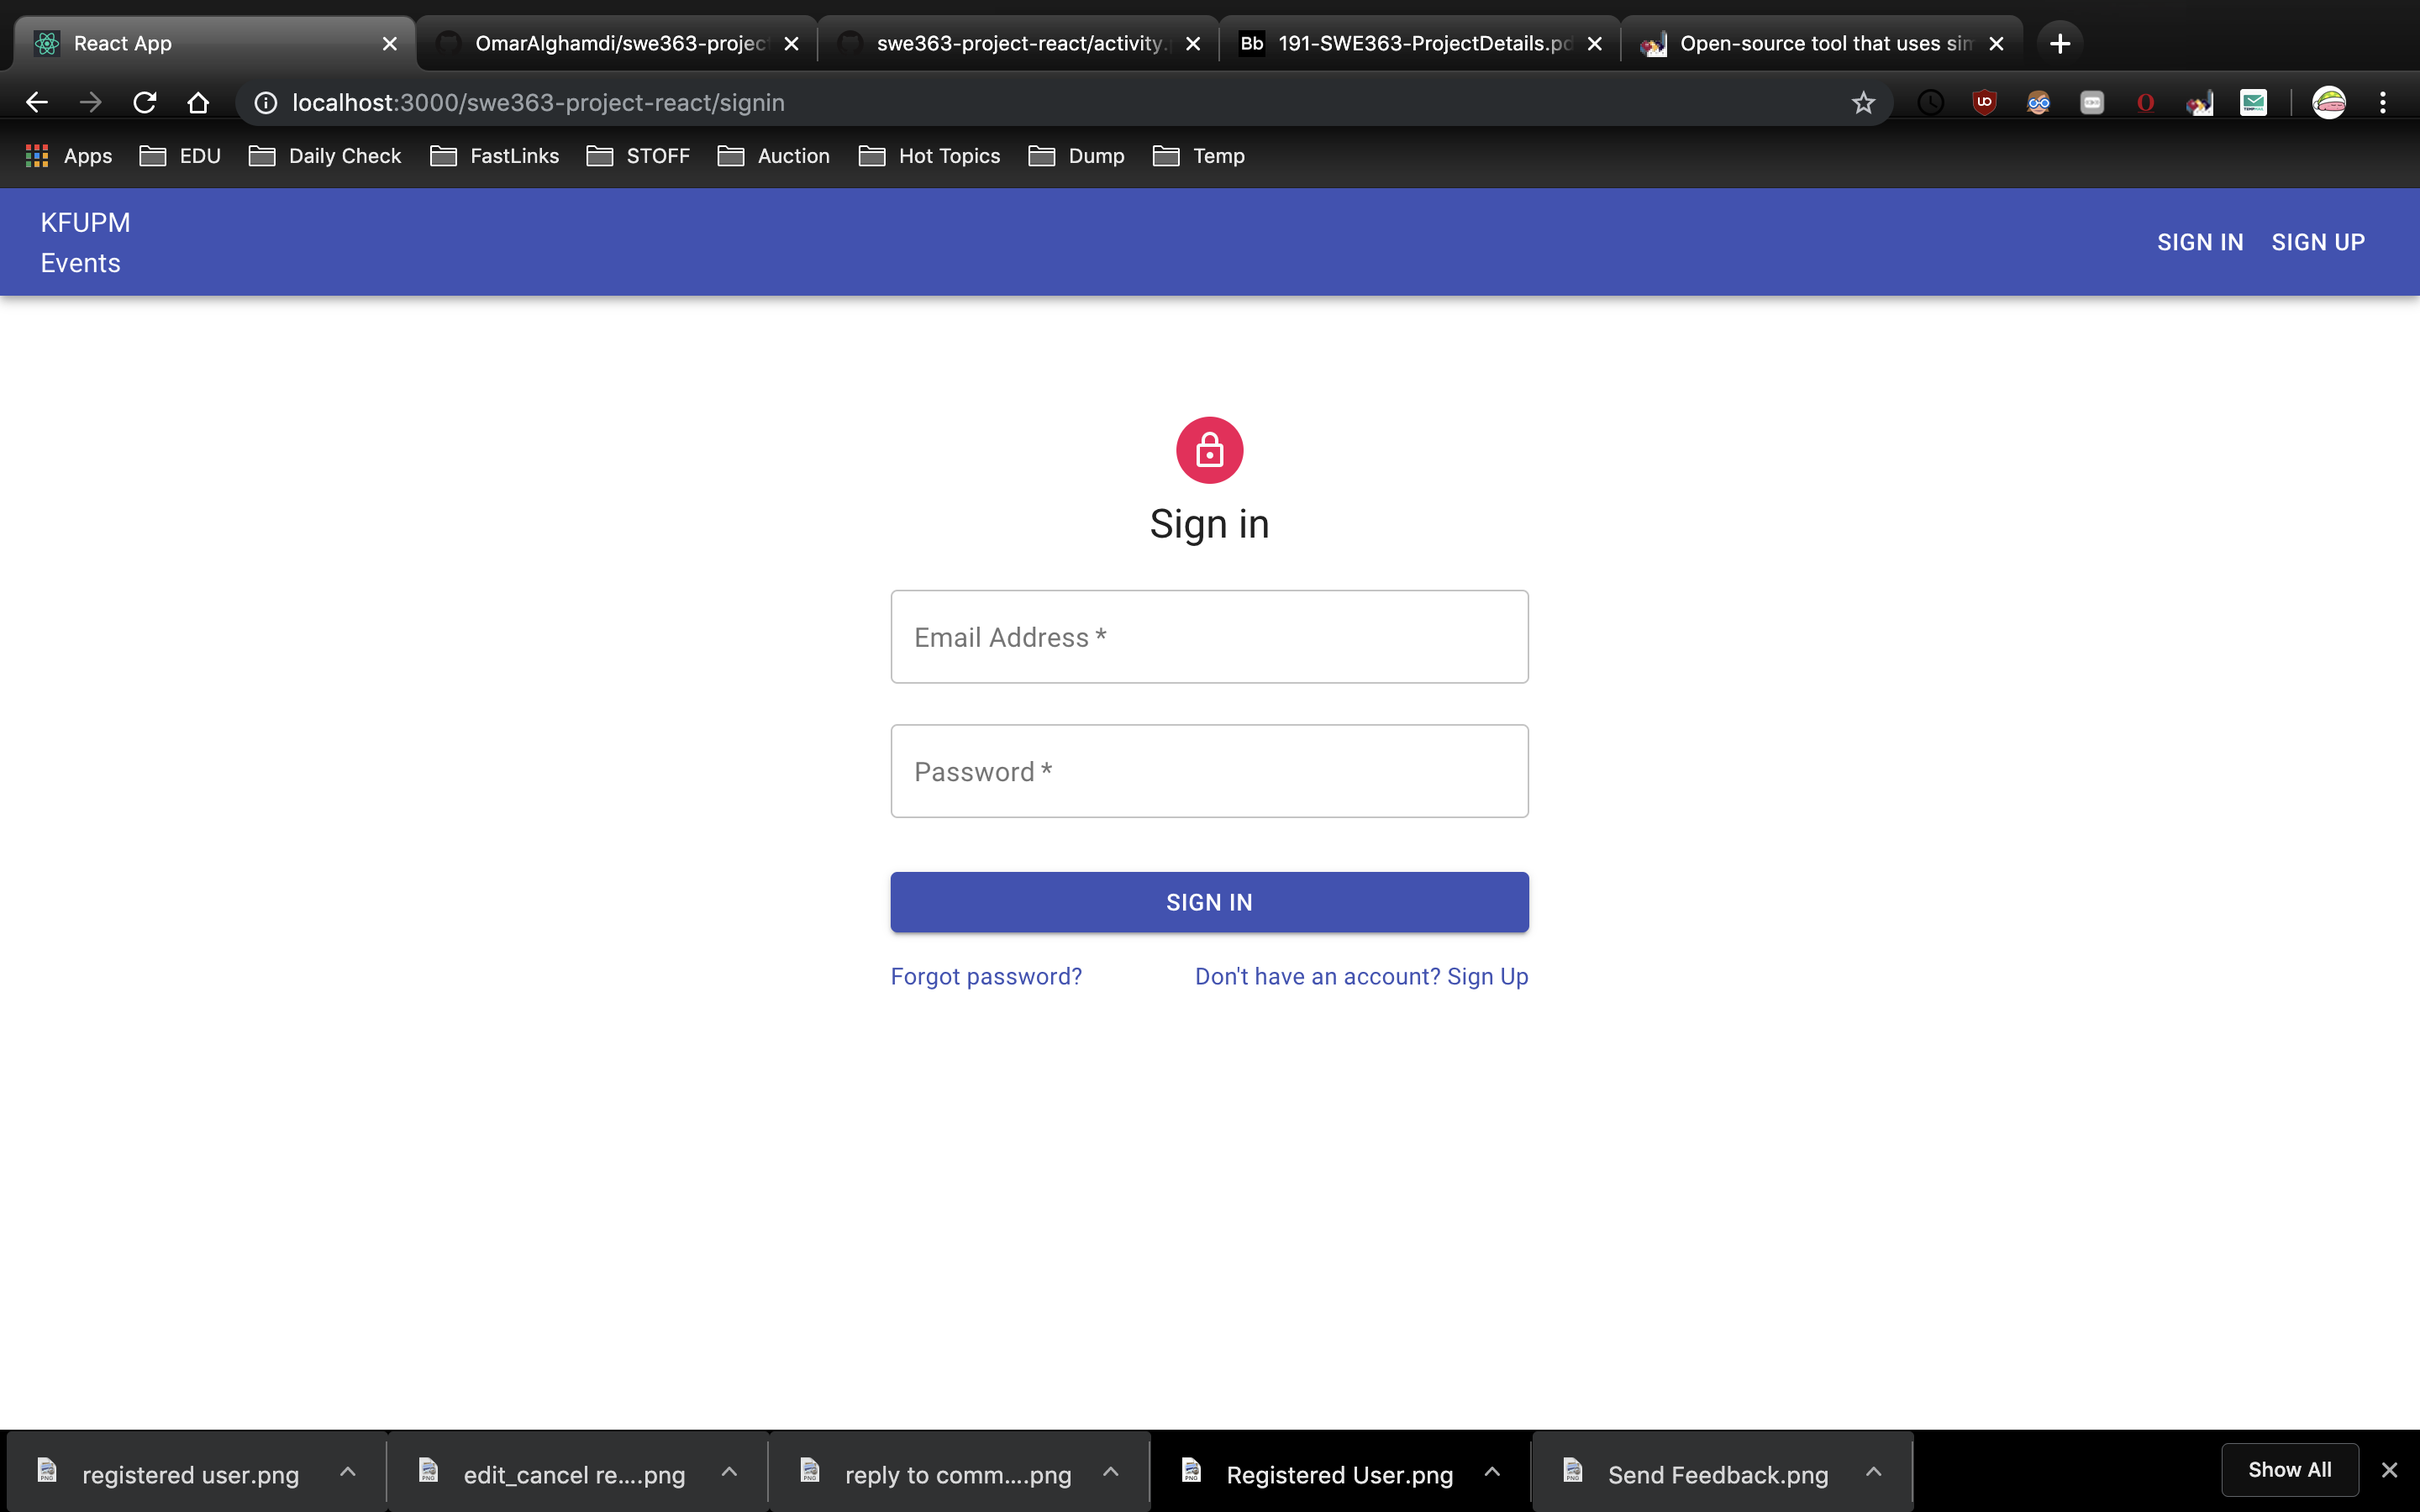 React App
OmarAlghamdi/swe363-projec
swe363-project-react/activity.
Bb 191-SWE363-ProjectDetails.pd
Open-source tool that uses sim
localhost:3000/swe363-project-react/signin
Apps EDU Daily Check FastLinks STOFF Auction Hot Topics Dump Temp
KFUPM
Events
SIGN IN SIGN UP
Sign in
Email Address *
Password *
SIGN IN
Forgot password? Don't have an account? Sign Up
registered user.png
edit_cancel re....png
reply to comm....png
Registered User.png
Send Feedback.png
Show All